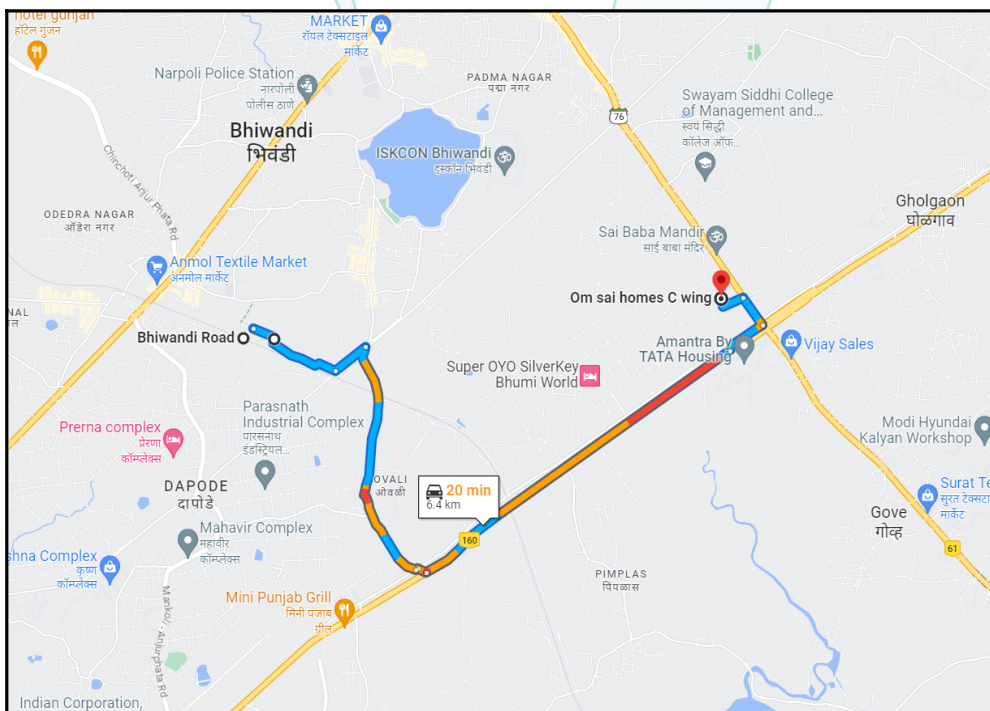 hotel gunjan
हॉटेल गुंजन
MARKET
रॉयल टेक्सटाइल
मार्केट
Narpoli Police Station
नारपोली
पोलीस ठाणे
PADMA NAGAR
पद्मा नगर
76
Swayam Siddhi College
of Management and...
स्वयं सिद्धी
कॉलेज ऑफ...
Bhiwandi
भिवंडी
ISKCON Bhiwandi
इस्कॉन भिवंडी
Chinchoti Anjur Phata Rd
Gholgaon
घोळगाव
ODEDRA NAGAR
ऑडेरा नगर
Sai Baba Mandir
साई बाबा मंदिर
Anmol Textile Market
अनमोल मार्केट
Om sai homes C wing
NAL
ल
Bhiwandi Road
Amantra By
TATA Housing
Vijay Sales
Super OYO SilverKey
Bhumi World
Parasnath
Industrial Complex
पारसनाथ
इंडस्ट्रियल...
Prerna complex
प्रेरणा
कॉम्प्लेक्स
Modi Hyundai
Kalyan Workshop
OVALI
ओवळी
DAPODE
दापोडे
20 min
6.4 km
Surat Te
सुरत टेक्सटा
मार्केट
Gove
गोव्ह
Mahavir Complex
महावीर
कॉम्प्लेक्स
160
61
shna Complex
कृष्ण
कॉम्प्लेक्स
PIMPLAS
पिंपळास
Mini Punjab Grill
मिनी पंजाब
ग्रील
Mankoli - Anjurphata Rd
Indian Corporation,